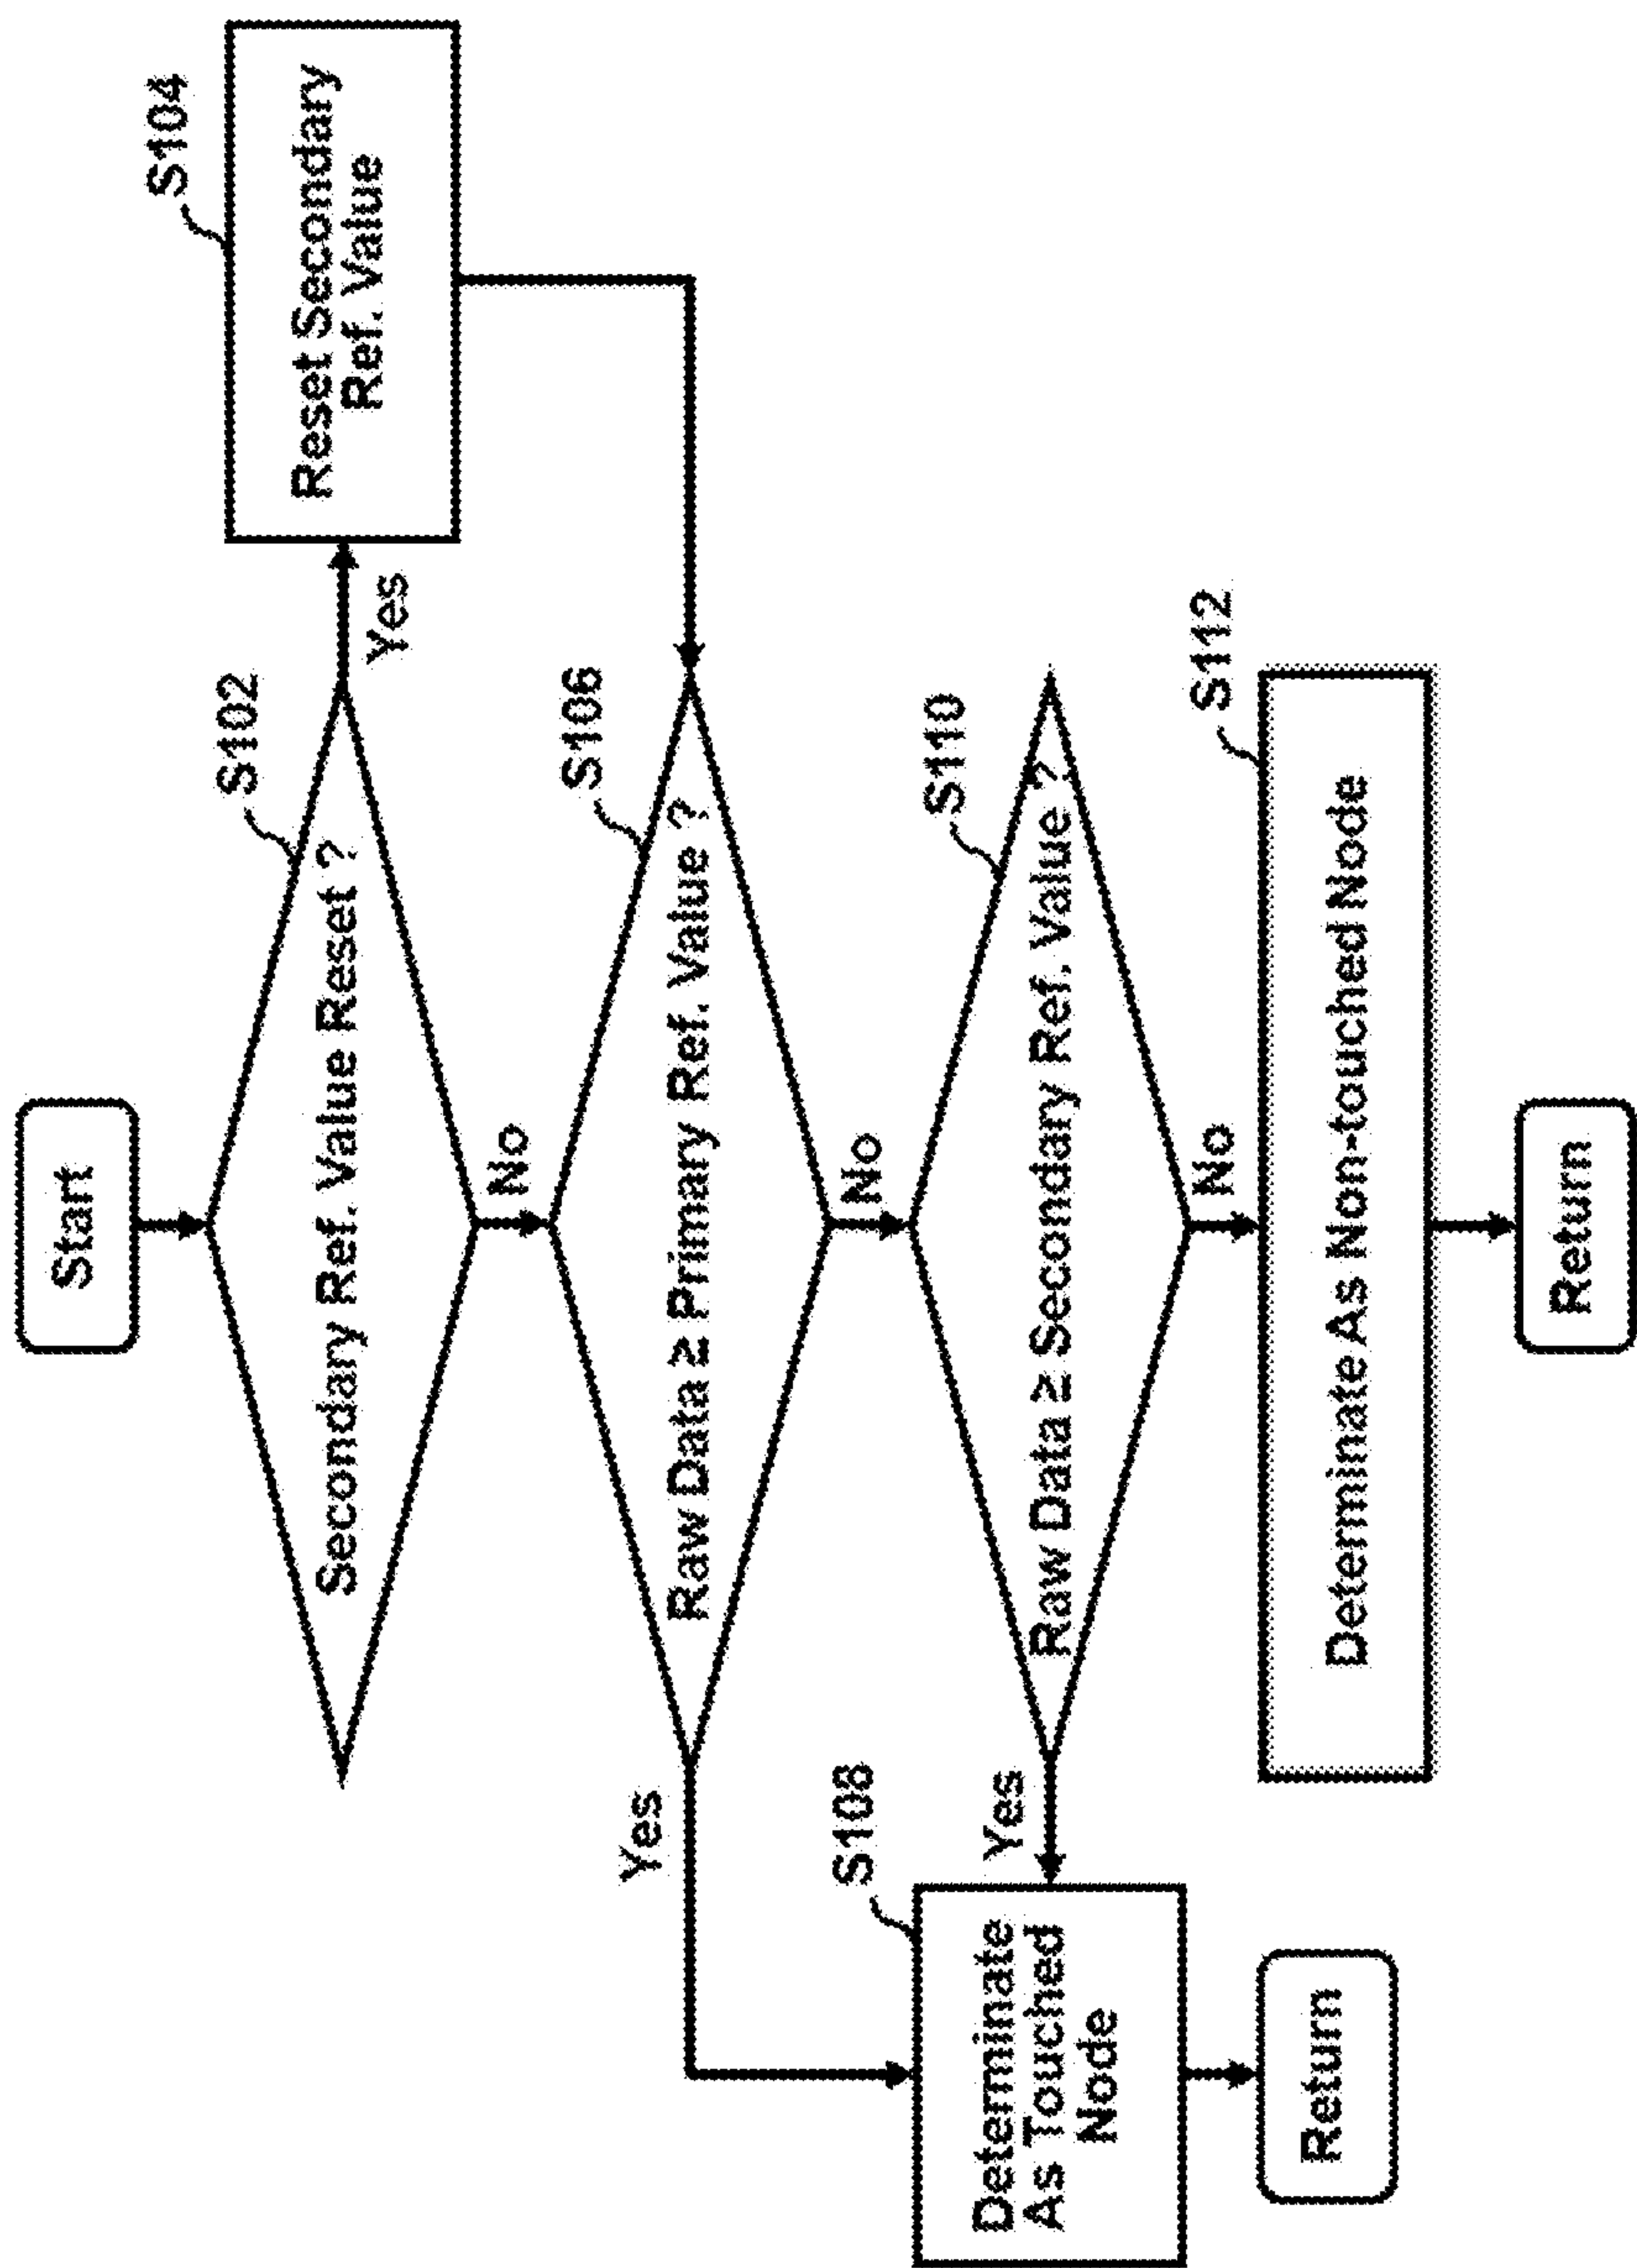 Start
S102
Secondary Ref. Value Reset ?
Yes
S104
Reset Secondary
Ref. Value
No
S106
Raw Data ≥ Primary Ref. Value ?
Yes
No
S110
Raw Data ≥ Secondary Ref. Value ?
Yes
S108
Determinate
As Touched
Node
Return
No
S112
Determinate As Non-touched Node
Return